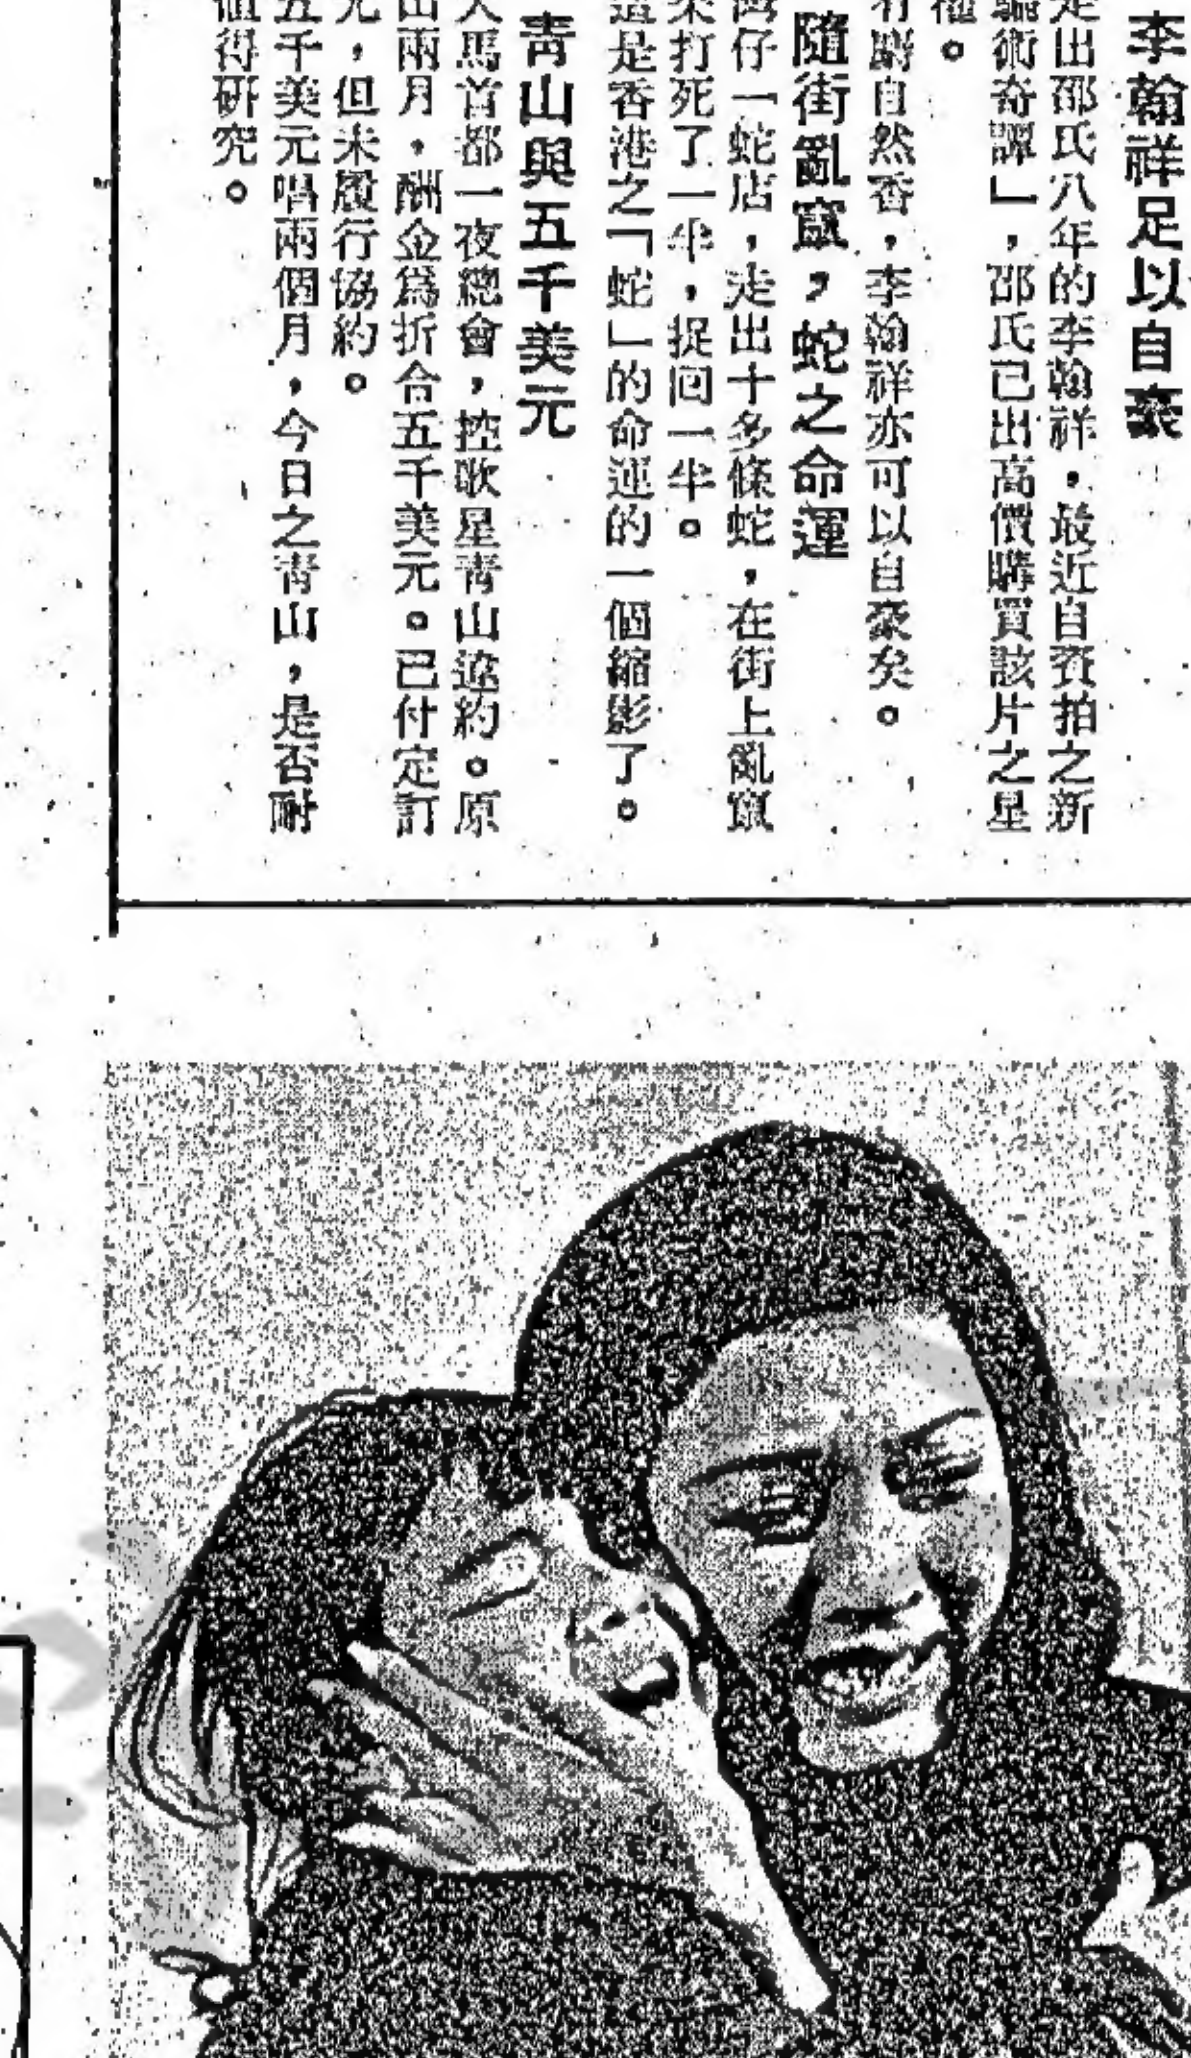 李翰祥足以自豪
走出邵氏八年的李翰祥，最近自資拍之新
騙術奇譚」，邵氏已出高價購買該片之星
權。
有麝自然香，李翰祥亦可以自豪矣。
隨街亂竄，蛇之命運
灣仔一蛇店，走出十多條蛇，在街上亂竄
來打死了一半，捉回一半。
這是香港之「蛇」的命運的一個縮影了。
青山與五千美元
大馬首都一夜總會，控歌星青山違約。原
山兩月，酬金爲折合五千美元。已付定訂
元，但未履行協約。
五千美元唱兩個月，今日之青山，是否耐
值得研究。